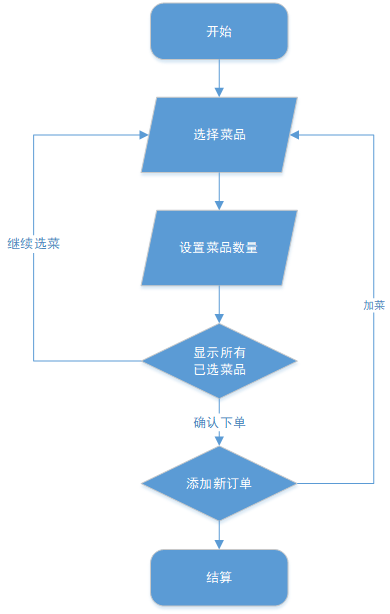 开始
选择菜品
继续选菜
设置菜品数量
加菜
显示所有
已选菜品
确认下单
添加新订单
结算